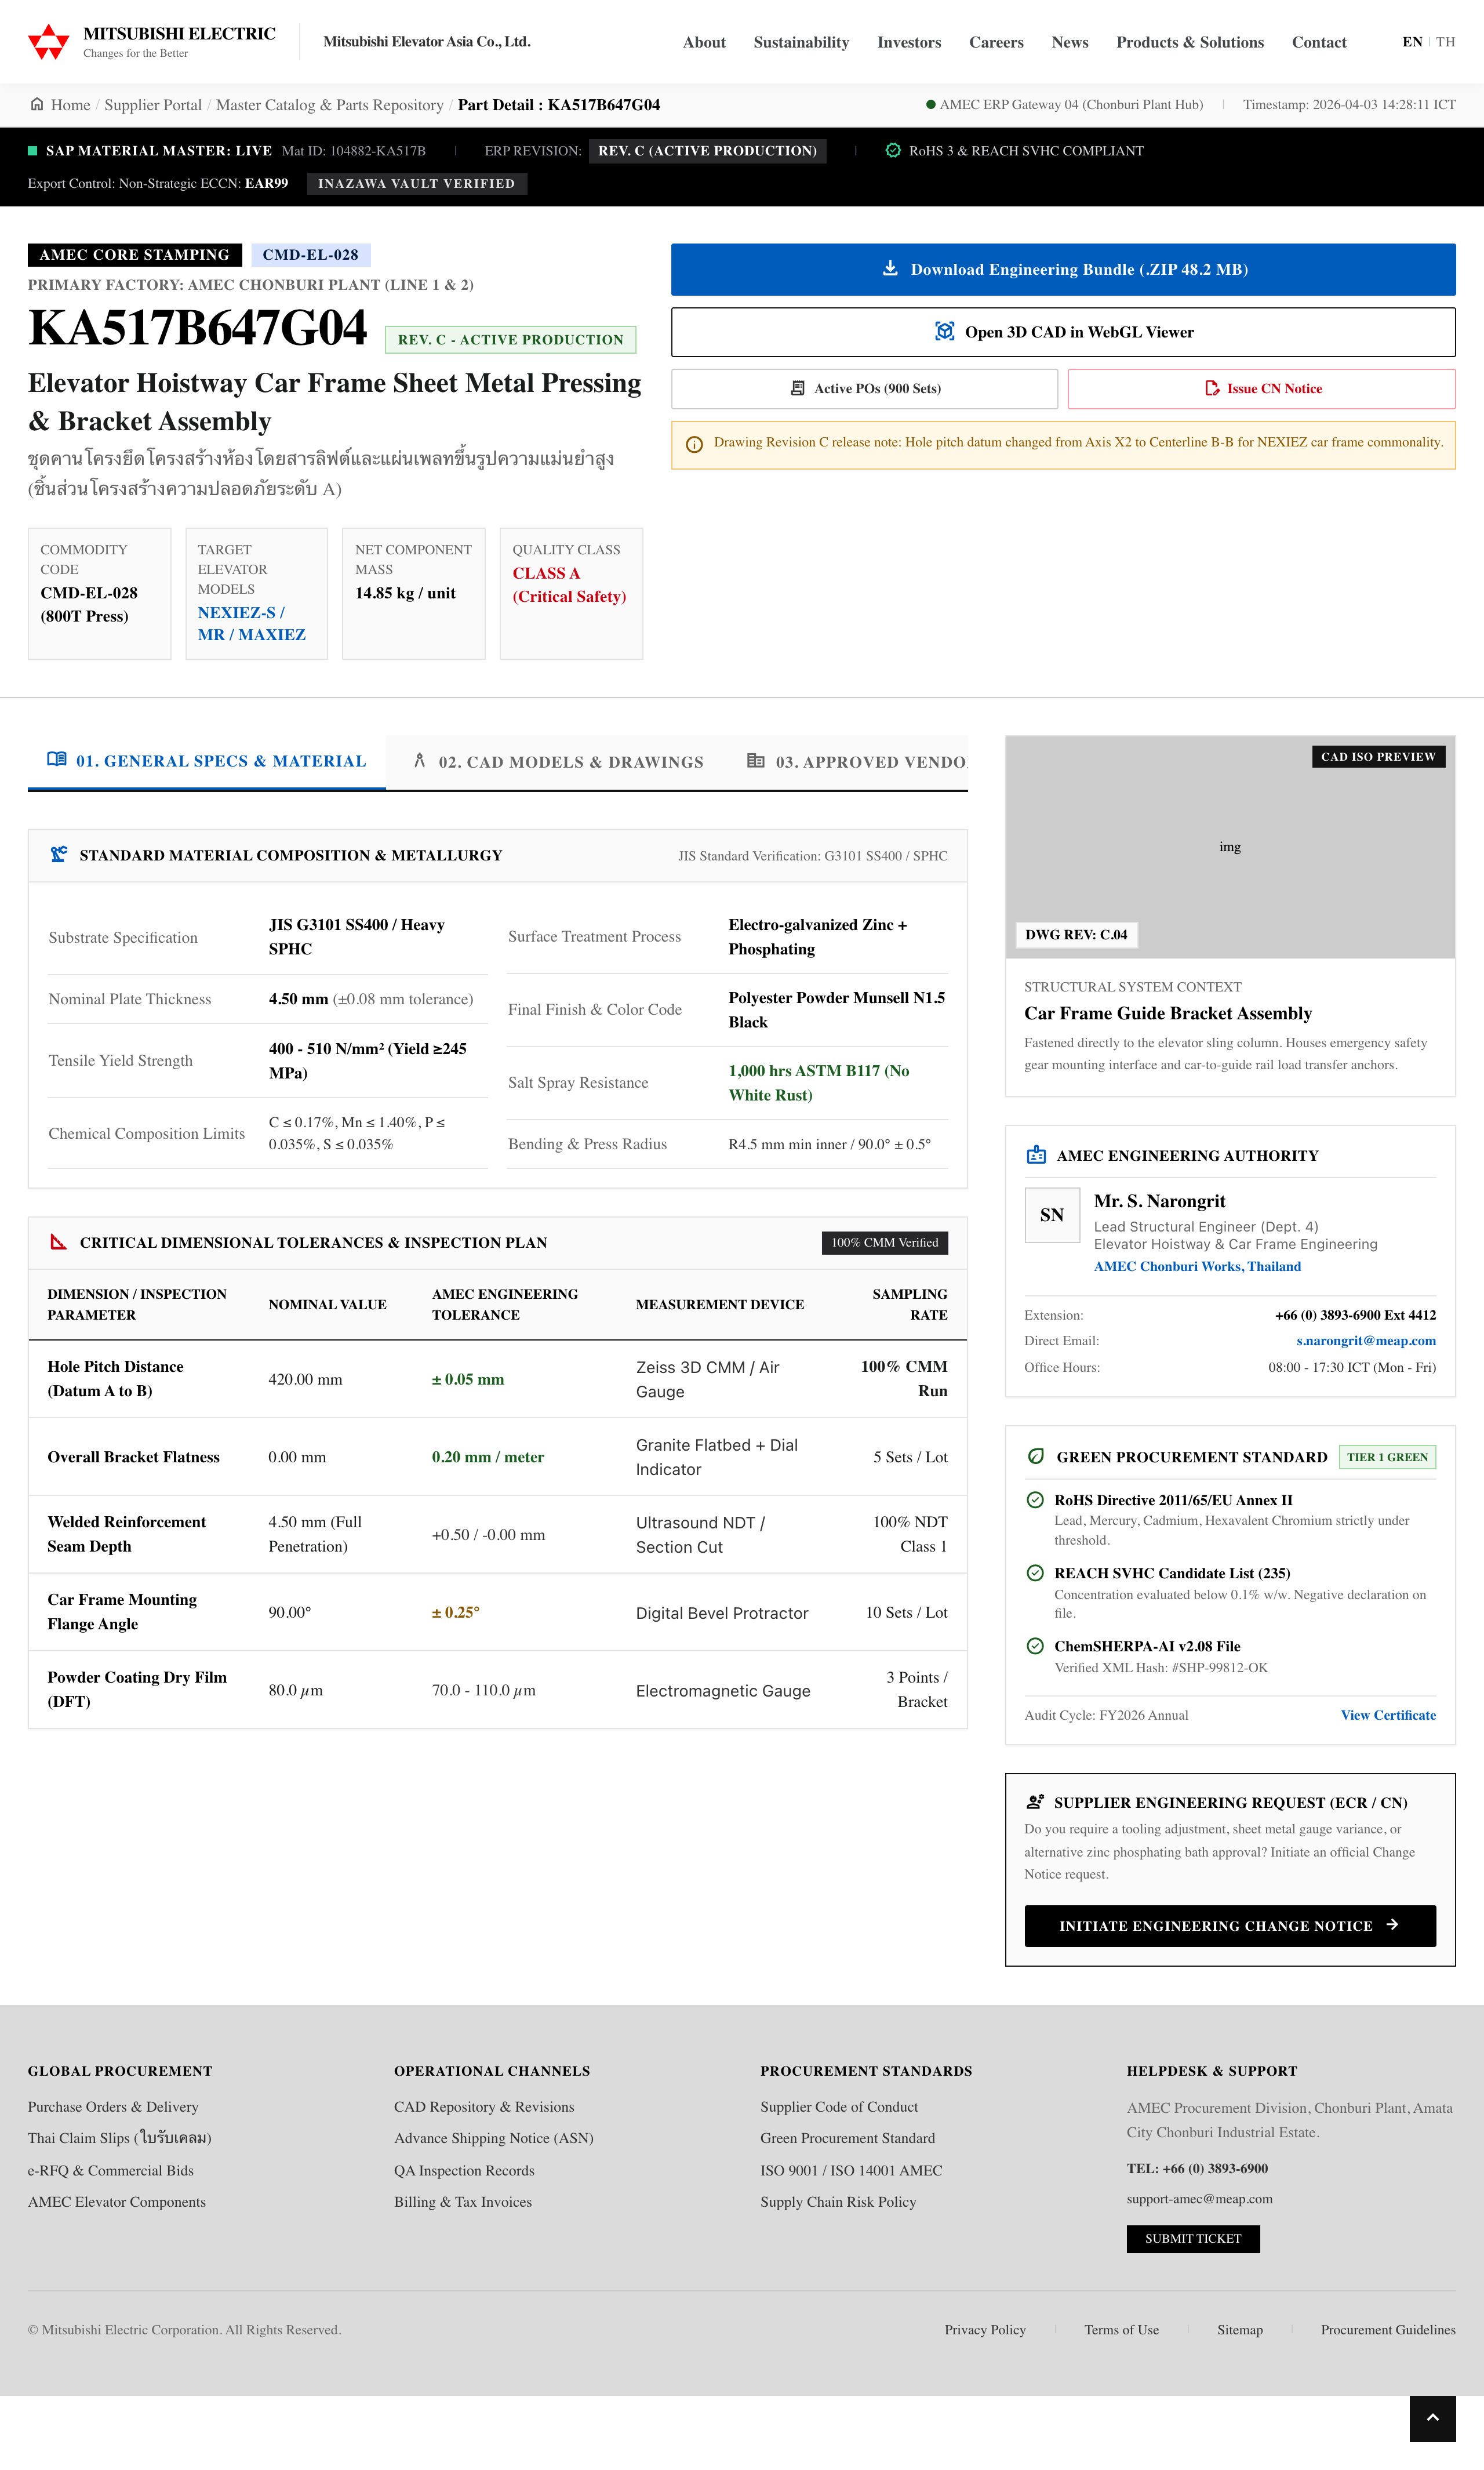 MITSUBISHI ELECTRIC
Changes for the Better
Mitsubishi Elevator Asia Co., Ltd.
About Sustainability Investors Careers News Products & Solutions Contact
EN | TH
Home / Supplier Portal / Master Catalog & Parts Repository / Part Detail : KA517B647G04
AMEC ERP Gateway 04 (Chonburi Plant Hub) | Timestamp: 2026-04-03 14:28:11 ICT
SAP MATERIAL MASTER: LIVE Mat ID: 104882-KA517B | ERP REVISION: REV. C (ACTIVE PRODUCTION) | RoHS 3 & REACH SVHC COMPLIANT
Export Control: Non-Strategic ECCN: EAR99 INAZAWA VAULT VERIFIED
AMEC CORE STAMPING CMD-EL-028
PRIMARY FACTORY: AMEC CHONBURI PLANT (LINE 1 & 2)
KA517B647G04 REV. C - ACTIVE PRODUCTION
Elevator Hoistway Car Frame Sheet Metal Pressing
& Bracket Assembly
ชุดคานโครงยึดโครงสร้างห้องโดยสารลิฟต์และแผ่นเพลทขึ้นรูปความแม่นยำสูง
(ชิ้นส่วนโครงสร้างความปลอดภัยระดับ A)
COMMODITY
CODE
CMD-EL-028
(800T Press)
TARGET
ELEVATOR
MODELS
NEXIEZ-S /
MR / MAXIEZ
NET COMPONENT
MASS
14.85 kg / unit
QUALITY CLASS
CLASS A
(Critical Safety)
Download Engineering Bundle (.ZIP 48.2 MB)
Open 3D CAD in WebGL Viewer
Active POs (900 Sets)
Issue CN Notice
Drawing Revision C release note: Hole pitch datum changed from Axis X2 to Centerline B-B for NEXIEZ car frame commonality.
01. GENERAL SPECS & MATERIAL
02. CAD MODELS & DRAWINGS
03. APPROVED VENDO
STANDARD MATERIAL COMPOSITION & METALLURGY
JIS Standard Verification: G3101 SS400 / SPHC
Substrate Specification
JIS G3101 SS400 / Heavy
SPHC
Nominal Plate Thickness
4.50 mm (±0.08 mm tolerance)
Tensile Yield Strength
400 - 510 N/mm² (Yield ≥245
MPa)
Chemical Composition Limits
C ≤ 0.17%, Mn ≤ 1.40%, P ≤
0.035%, S ≤ 0.035%
Surface Treatment Process
Electro-galvanized Zinc +
Phosphating
Final Finish & Color Code
Polyester Powder Munsell N1.5
Black
Salt Spray Resistance
1,000 hrs ASTM B117 (No
White Rust)
Bending & Press Radius
R4.5 mm min inner / 90.0° ± 0.5°
CRITICAL DIMENSIONAL TOLERANCES & INSPECTION PLAN
100% CMM Verified
DIMENSION / INSPECTION
PARAMETER
NOMINAL VALUE
AMEC ENGINEERING
TOLERANCE
MEASUREMENT DEVICE
SAMPLING
RATE
Hole Pitch Distance
(Datum A to B)
420.00 mm
± 0.05 mm
Zeiss 3D CMM / Air
Gauge
100% CMM
Run
Overall Bracket Flatness
0.00 mm
0.20 mm / meter
Granite Flatbed + Dial
Indicator
5 Sets / Lot
Welded Reinforcement
Seam Depth
4.50 mm (Full
Penetration)
+0.50 / -0.00 mm
Ultrasound NDT /
Section Cut
100% NDT
Class 1
Car Frame Mounting
Flange Angle
90.00°
± 0.25°
Digital Bevel Protractor
10 Sets / Lot
Powder Coating Dry Film
(DFT)
80.0 µm
70.0 - 110.0 µm
Electromagnetic Gauge
3 Points /
Bracket
CAD ISO PREVIEW
img
DWG REV: C.04
STRUCTURAL SYSTEM CONTEXT
Car Frame Guide Bracket Assembly
Fastened directly to the elevator sling column. Houses emergency safety
gear mounting interface and car-to-guide rail load transfer anchors.
AMEC ENGINEERING AUTHORITY
SN
Mr. S. Narongrit
Lead Structural Engineer (Dept. 4)
Elevator Hoistway & Car Frame Engineering
AMEC Chonburi Works, Thailand
Extension: +66 (0) 3893-6900 Ext 4412
Direct Email: s.narongrit@meap.com
Office Hours: 08:00 - 17:30 ICT (Mon - Fri)
GREEN PROCUREMENT STANDARD TIER 1 GREEN
RoHS Directive 2011/65/EU Annex II
Lead, Mercury, Cadmium, Hexavalent Chromium strictly under
threshold.
REACH SVHC Candidate List (235)
Concentration evaluated below 0.1% w/w. Negative declaration on
file.
ChemSHERPA-AI v2.08 File
Verified XML Hash: #SHP-99812-OK
Audit Cycle: FY2026 Annual View Certificate
SUPPLIER ENGINEERING REQUEST (ECR / CN)
Do you require a tooling adjustment, sheet metal gauge variance, or
alternative zinc phosphating bath approval? Initiate an official Change
Notice request.
INITIATE ENGINEERING CHANGE NOTICE
GLOBAL PROCUREMENT
Purchase Orders & Delivery
Thai Claim Slips (ใบรับเคลม)
e-RFQ & Commercial Bids
AMEC Elevator Components
OPERATIONAL CHANNELS
CAD Repository & Revisions
Advance Shipping Notice (ASN)
QA Inspection Records
Billing & Tax Invoices
PROCUREMENT STANDARDS
Supplier Code of Conduct
Green Procurement Standard
ISO 9001 / ISO 14001 AMEC
Supply Chain Risk Policy
HELPDESK & SUPPORT
AMEC Procurement Division, Chonburi Plant, Amata
City Chonburi Industrial Estate.
TEL: +66 (0) 3893-6900
support-amec@meap.com
SUBMIT TICKET
© Mitsubishi Electric Corporation. All Rights Reserved.
Privacy Policy | Terms of Use | Sitemap | Procurement Guidelines